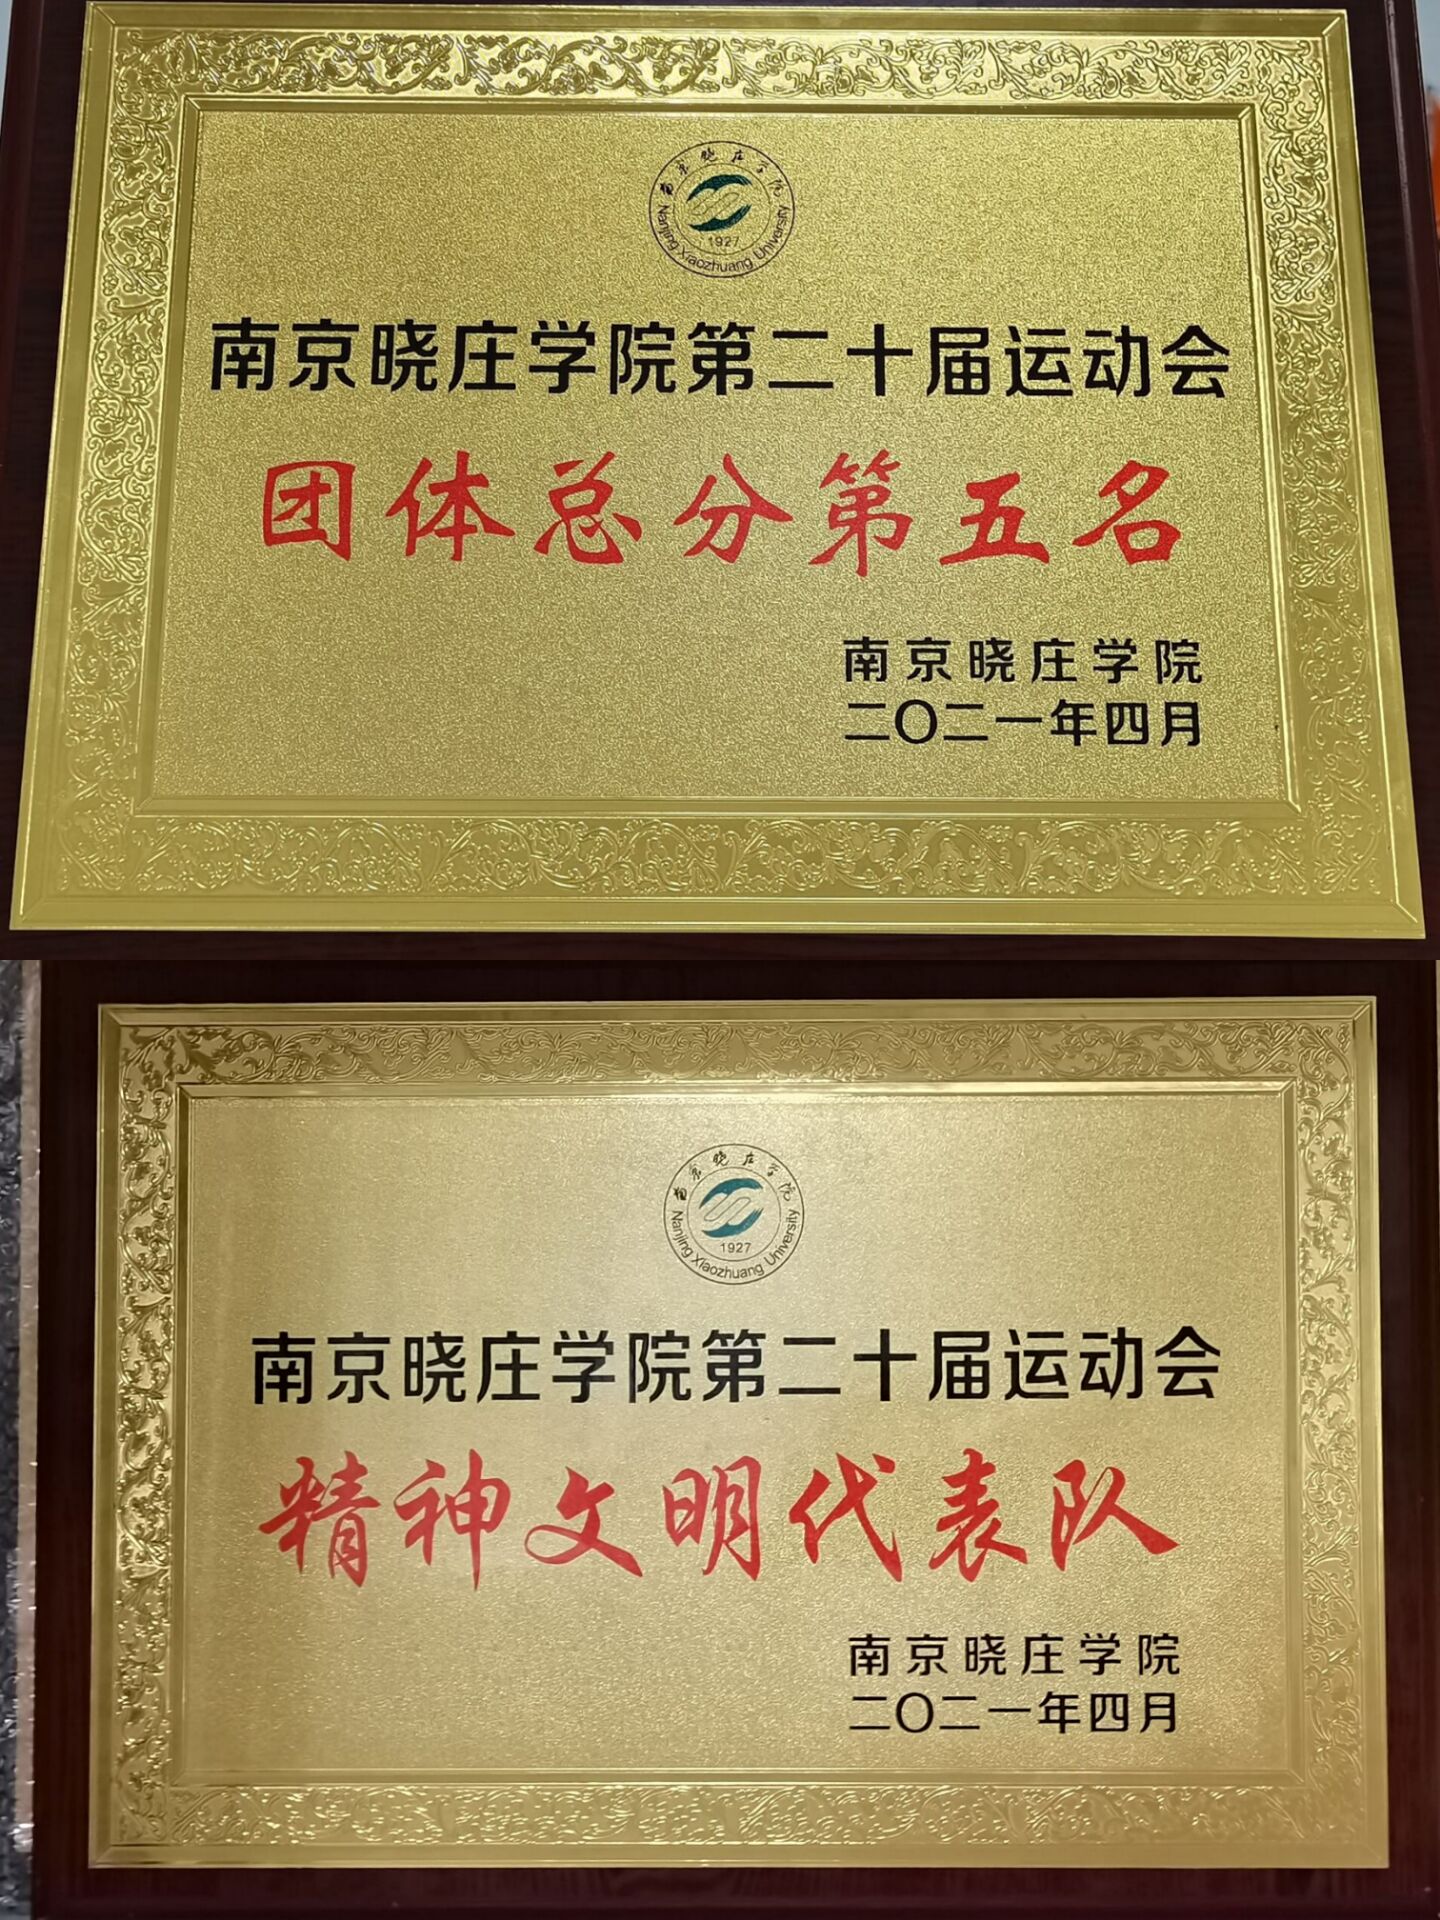 南京晓庄学院
1927
Nanjing Xiaozhuang University
南京晓庄学院第二十届运动会
团体总分第五名
南京晓庄学院
二〇二一年四月
南京晓庄学院
1927
Nanjing Xiaozhuang University
南京晓庄学院第二十届运动会
精神文明代表队
南京晓庄学院
二〇二一年四月